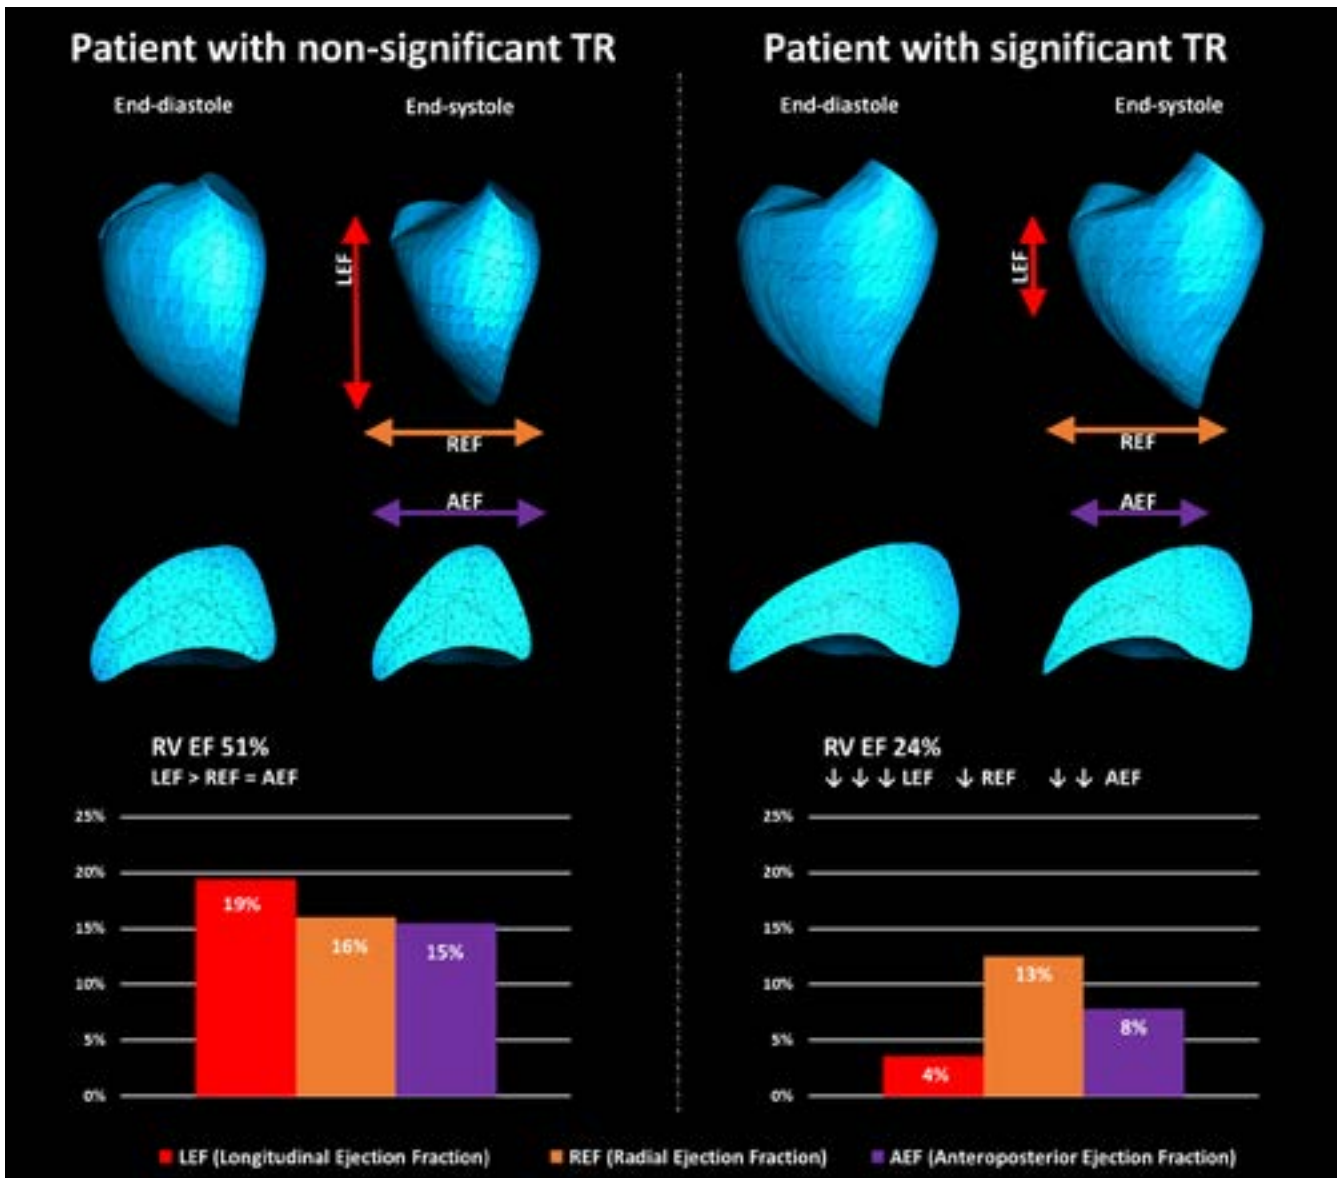 Patient with non-significant TR
End-diastole
End-systole
LEF
REF
AEF
RV EF 51%
LEF > REF = AEF
25%
20%
15%
10%
5%
0%
19%
16%
15%
Patient with significant TR
End-diastole
End-systole
LEF
REF
AEF
RV EF 24%
↓ ↓ ↓ LEF ↓ REF ↓ ↓ AEF
25%
20%
15%
10%
5%
0%
4%
13%
8%
LEF (Longitudinal Ejection Fraction) REF (Radial Ejection Fraction) AEF (Anteroposterior Ejection Fraction)